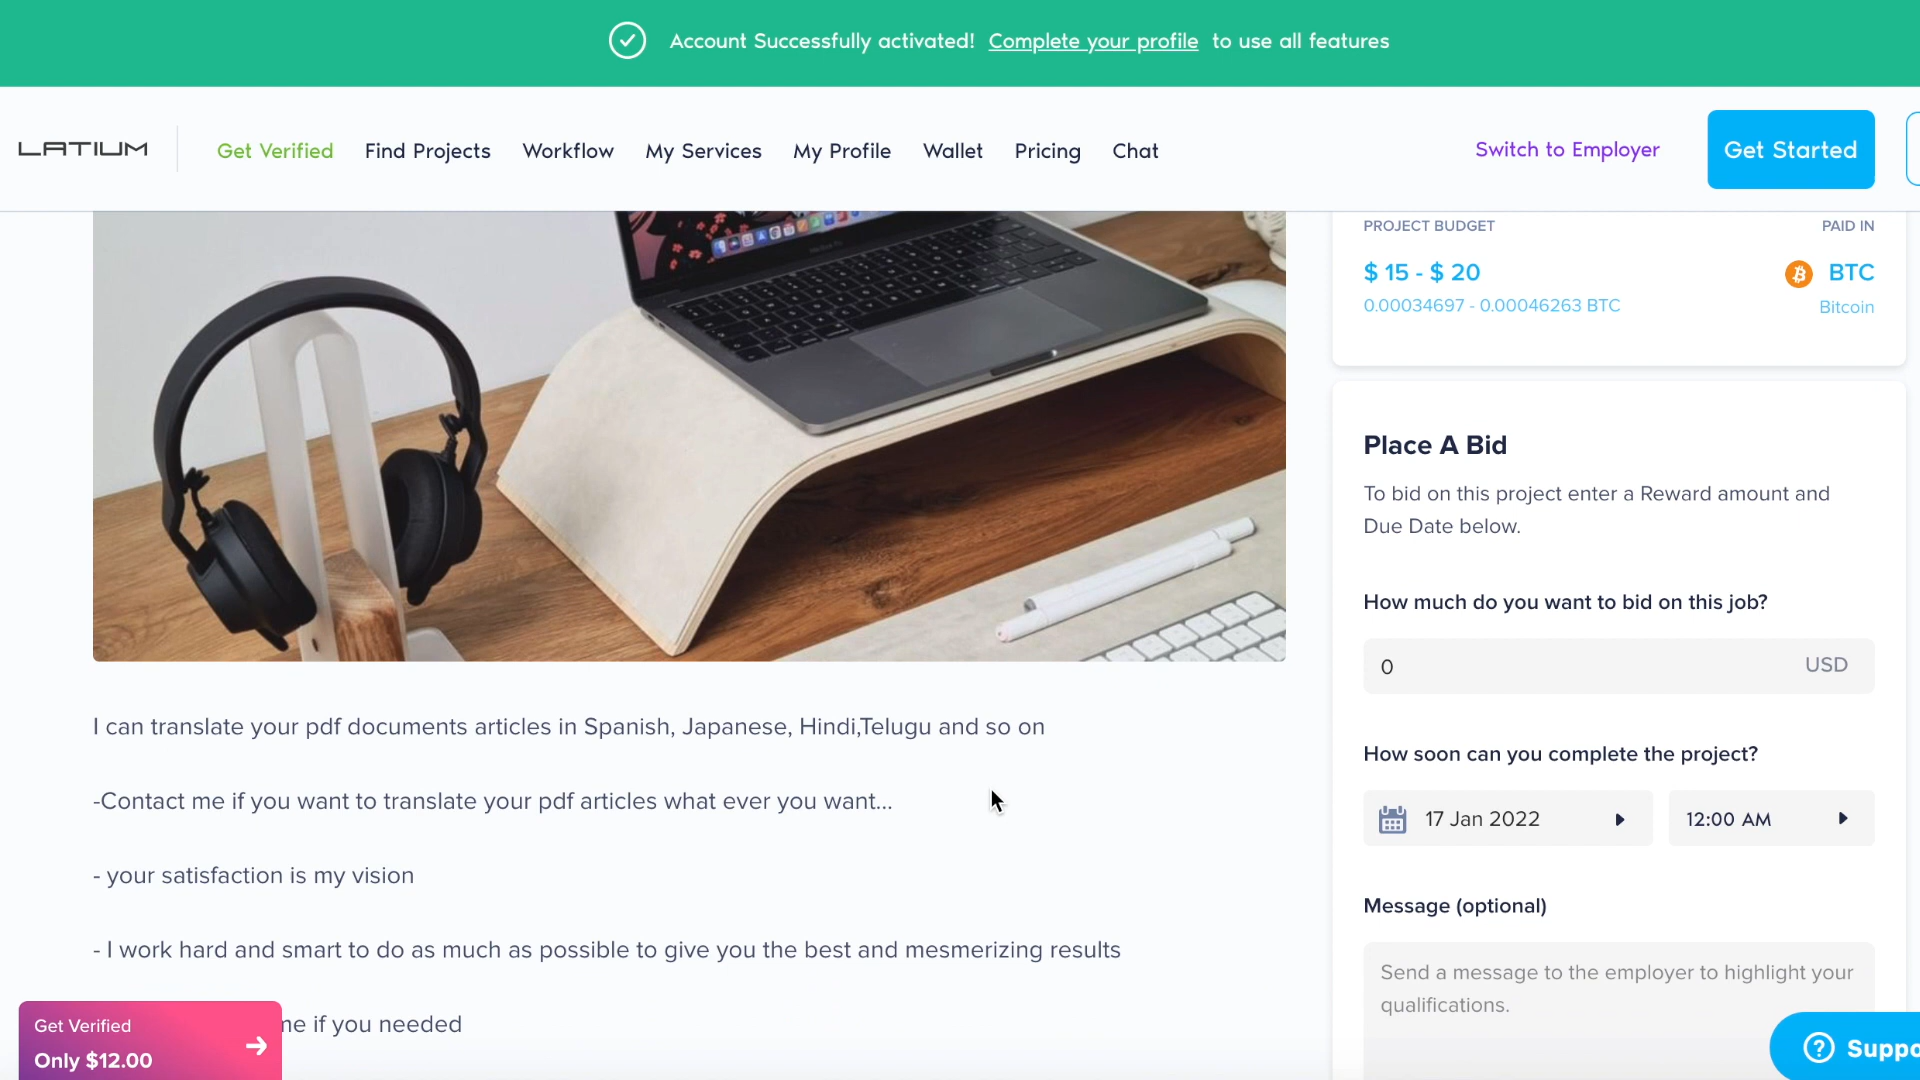 Account Successfully activated! Complete your profile to use all features
LATIUM
Get Verified
Find Projects
Workflow
My Services
My Profile
Wallet
Pricing
Chat
Switch to Employer
Get Started
PROJECT BUDGET
PAID IN
$ 15 - $ 20
BTC
0.00034697 - 0.00046263 BTC
Bitcoin
Place A Bid
To bid on this project enter a Reward amount and
Due Date below.
How much do you want to bid on this job?
0
USD
How soon can you complete the project?
17 Jan 2022
12:00 AM
Message (optional)
Send a message to the employer to highlight your
qualifications.
I can translate your pdf documents articles in Spanish, Japanese, Hindi,Telugu and so on
-Contact me if you want to translate your pdf articles what ever you want...
- your satisfaction is my vision
- I work hard and smart to do as much as possible to give you the best and mesmerizing results
if you needed
Get Verified
Only $12.00